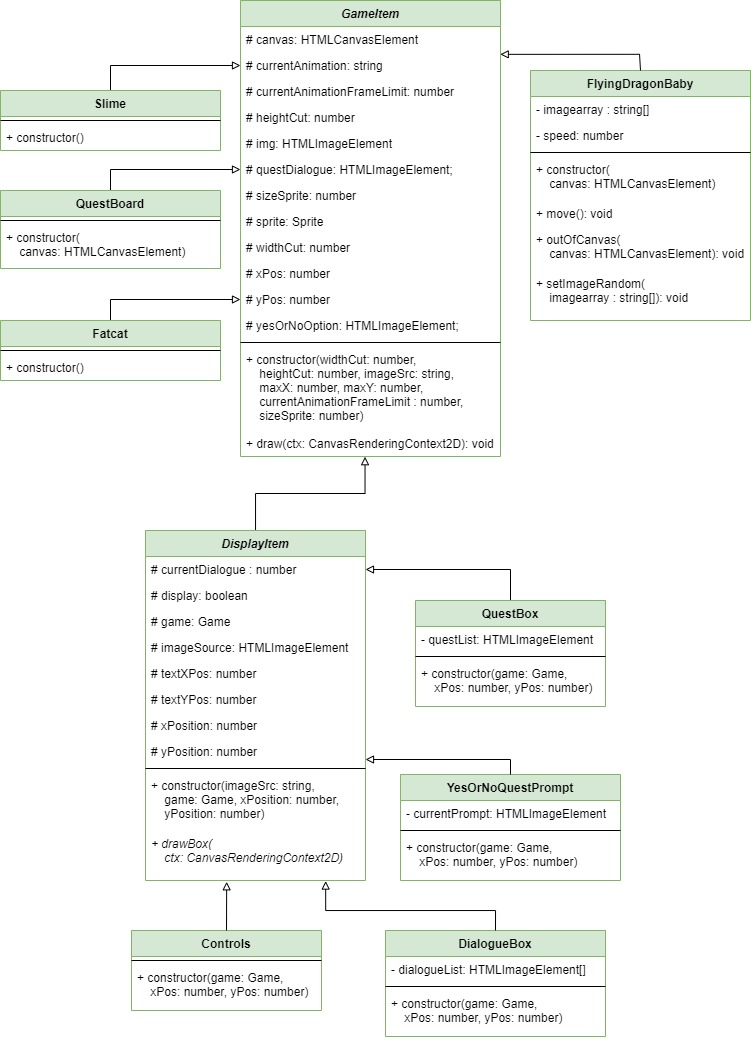 GameItem
# canvas: HTMLCanvasElement
# currentAnimation: string
# currentAnimationFrameLimit: number
# heightCut: number
# img: HTMLImageElement
# questDialogue: HTMLImageElement;
# sizeSprite: number
# sprite: Sprite
# widthCut: number
# xPos: number
# yPos: number
# yesOrNoOption: HTMLImageElement;
+ constructor(widthCut: number,
heightCut: number, imageSrc: string,
maxX: number, maxY: number,
currentAnimationFrameLimit : number,
sizeSprite: number)
+ draw(ctx: CanvasRenderingContext2D): void
Slime
+ constructor()
QuestBoard
+ constructor(
canvas: HTMLCanvasElement)
Fatcat
+ constructor()
FlyingDragonBaby
- imagearray : string[]
- speed: number
+ constructor(
canvas: HTMLCanvasElement)
+ move(): void
+ outOfCanvas(
canvas: HTMLCanvasElement): void
+ setImageRandom(
imagearray : string[]): void
DisplayItem
# currentDialogue : number
# display: boolean
# game: Game
# imageSource: HTMLImageElement
# textXPos: number
# textYPos: number
# xPosition: number
# yPosition: number
+ constructor(imageSrc: string,
game: Game, xPosition: number,
yPosition: number)
+ drawBox(
ctx: CanvasRenderingContext2D)
QuestBox
- questList: HTMLImageElement
+ constructor(game: Game,
xPos: number, yPos: number)
YesOrNoQuestPrompt
- currentPrompt: HTMLImageElement
+ constructor(game: Game,
xPos: number, yPos: number)
Controls
+ constructor(game: Game,
xPos: number, yPos: number)
DialogueBox
- dialogueList: HTMLImageElement[]
+ constructor(game: Game,
xPos: number, yPos: number)